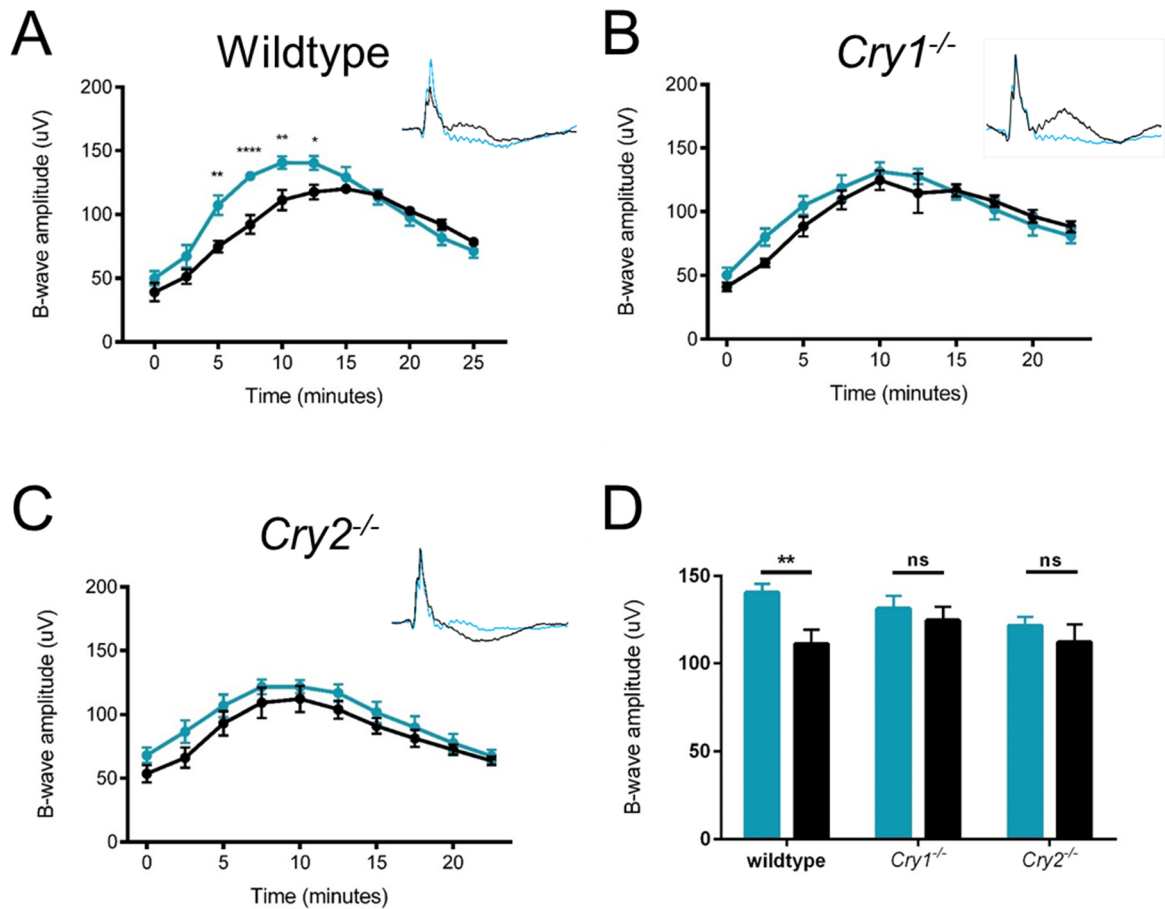 A
Wildtype
B-wave amplitude (uV)
200
150
100
50
0
** **** ** *
0 5 10 15 20 25
Time (minutes)
B
Cry1-/-
B-wave amplitude (uV)
200
150
100
50
0
0 5 10 15 20
Time (minutes)
C
Cry2-/-
B-wave amplitude (uV)
200
150
100
50
0
0 5 10 15 20
Time (minutes)
D
B-wave amplitude (uV)
150
100
50
0
** ns ns
wildtype Cry1-/- Cry2-/-